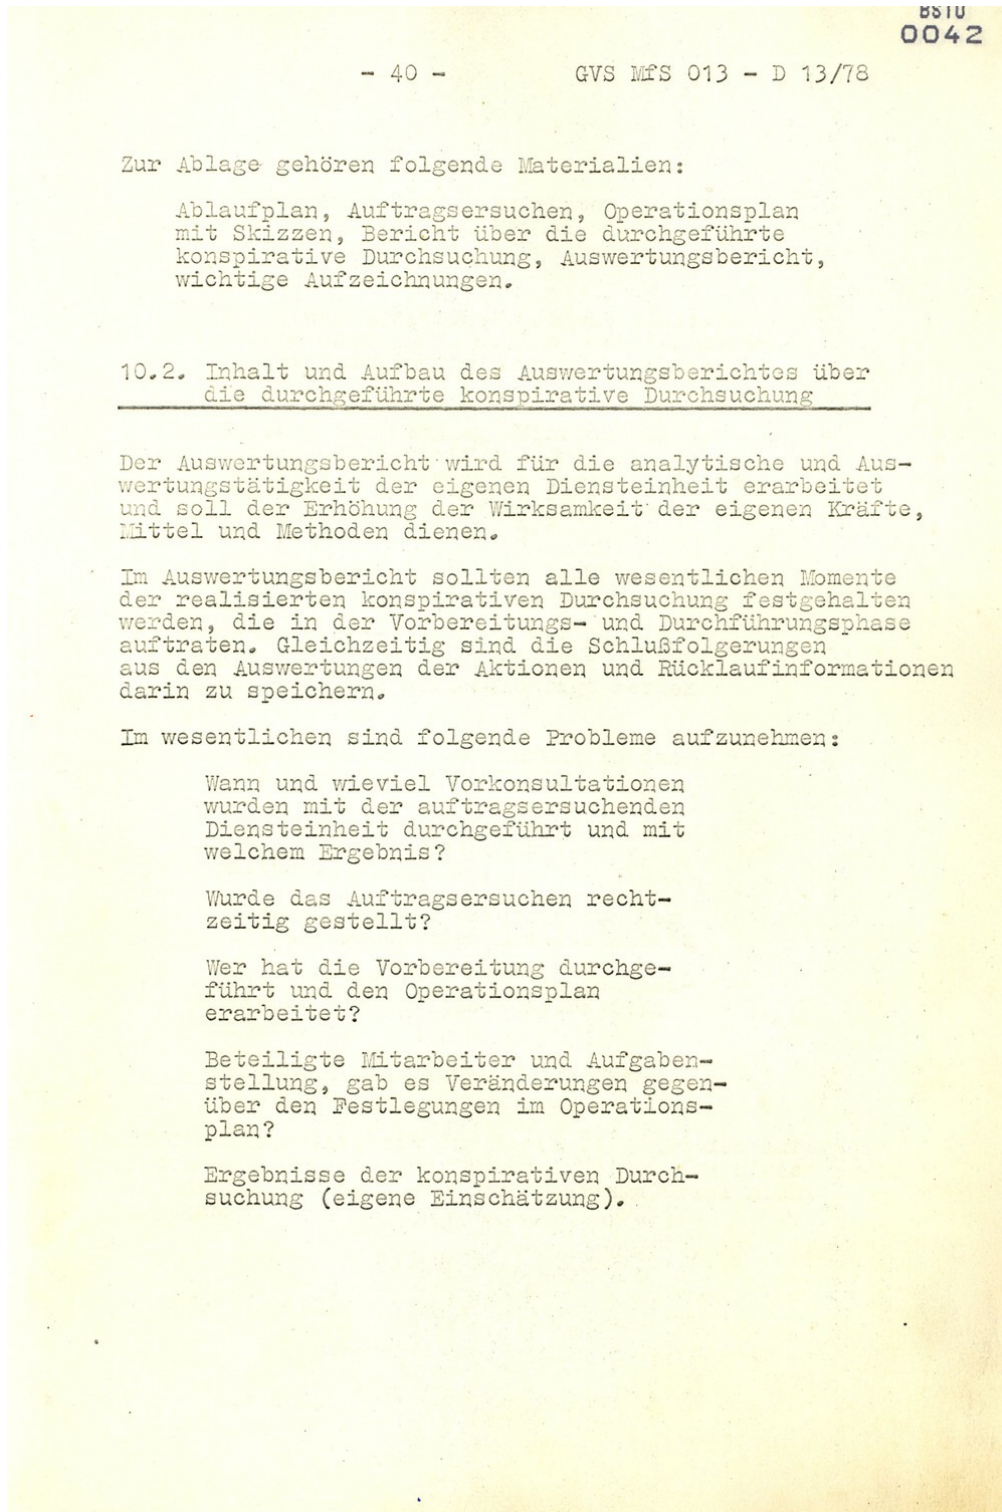 BStU
0042
- 40 - GVS MfS 013 - D 13/78
Zur Ablage gehören folgende Materialien:
Ablaufplan, Auftragsersuchen, Operationsplan
mit Skizzen, Bericht über die durchgeführte
konspirative Durchsuchung, Auswertungsbericht,
wichtige Aufzeichnungen.
10.2. Inhalt und Aufbau des Auswertungsberichtes über
die durchgeführte konspirative Durchsuchung
Der Auswertungsbericht wird für die analytische und Aus-
wertungstätigkeit der eigenen Diensteinheit erarbeitet
und soll der Erhöhung der Wirksamkeit der eigenen Kräfte,
Mittel und Methoden dienen.
Im Auswertungsbericht sollten alle wesentlichen Momente
der realisierten konspirativen Durchsuchung festgehalten
werden, die in der Vorbereitungs- und Durchführungsphase
auftraten. Gleichzeitig sind die Schlußfolgerungen
aus den Auswertungen der Aktionen und Rücklaufinformationen
darin zu speichern.
Im wesentlichen sind folgende Probleme aufzunehmen:
Wann und wieviel Vorkonsultationen
wurden mit der auftragsersuchenden
Diensteinheit durchgeführt und mit
welchem Ergebnis?
Wurde das Auftragsersuchen recht-
zeitig gestellt?
Wer hat die Vorbereitung durchge-
führt und den Operationsplan
erarbeitet?
Beteiligte Mitarbeiter und Aufgaben-
stellung, gab es Veränderungen gegen-
über den Festlegungen im Operations-
plan?
Ergebnisse der konspirativen Durch-
suchung (eigene Einschätzung).